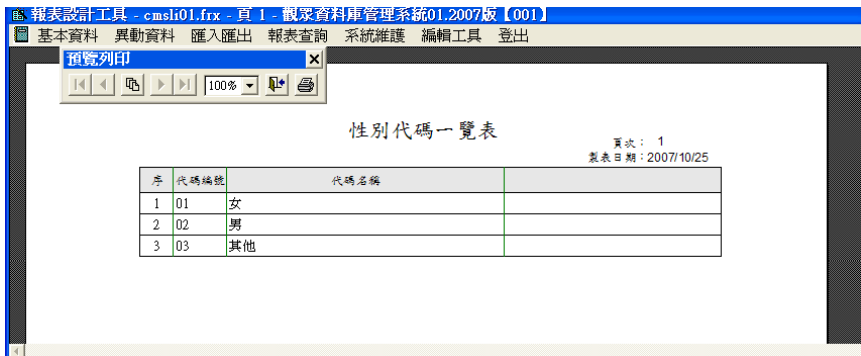 報表設計工具 - cmsli01.frx - 頁 1 - 觀眾資料庫管理系統01.2007版【001】
基本資料 異動資料 匯入匯出 報表查詢 系統維護 編輯工具 登出
預覽列印
100%
性別代碼一覽表
頁次： 1
製表日期：2007/10/25
序 代碼編號 代碼名稱
1 01 女
2 02 男
3 03 其他